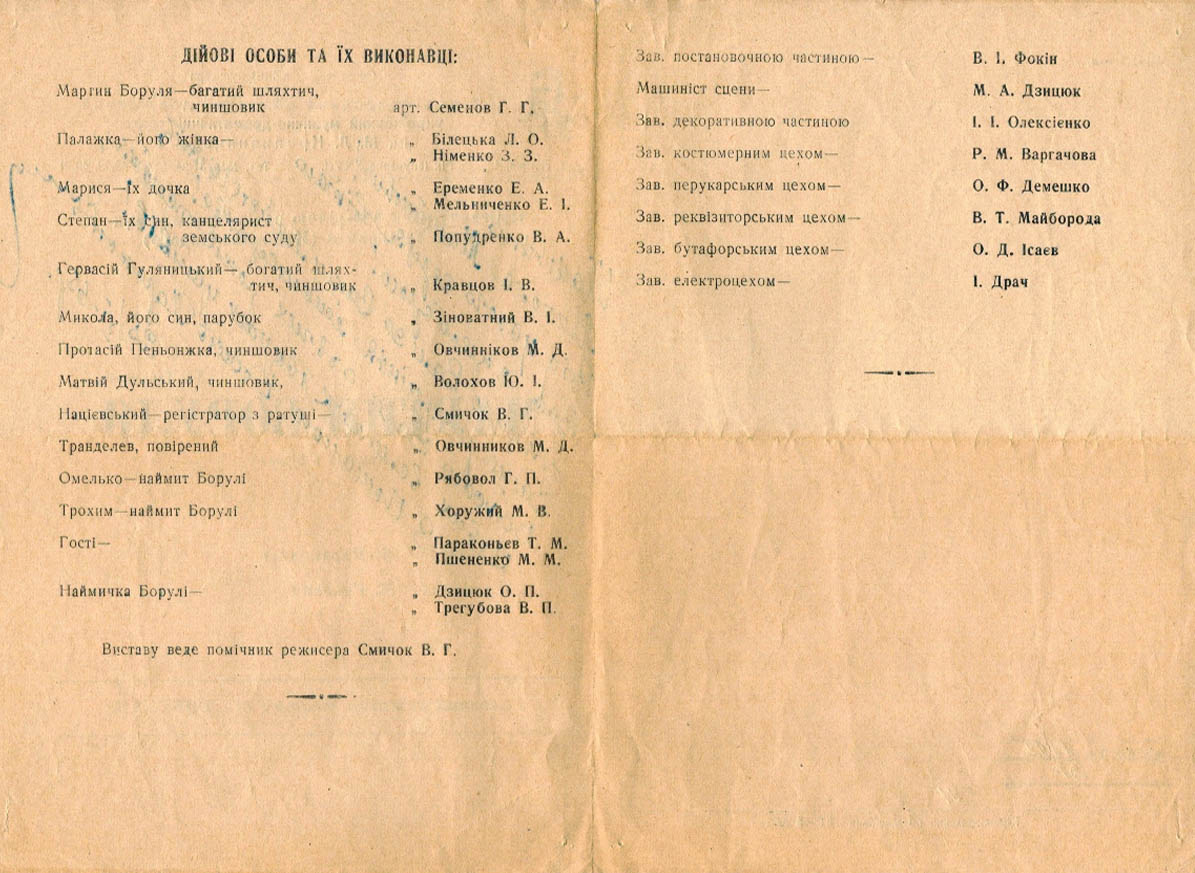 ДІЙОВІ ОСОБИ ТА ЇХ ВИКОНАВЦІ:
Мартин Боруля—багатий шляхтич,
чиншовик арт. Семенов Г. Г.
Палажка—його жінка— „ Білецька Л. О.
„ Німенко З. З.
Марися—їх дочка „ Еременко Е. А.
„ Мельниченко Е. І.
Степан—їх син, канцелярист
земського суду „ Попудренко В. А.
Гервасій Гуляницький— богатий шлях-
тич, чиншовик „ Кравцов І. В.
Микола, його син, парубок „ Зіноватний В. І.
Протасій Пеньонжка, чиншовик „ Овчинніков М. Д.
Матвій Дульський, чиншовик, „ Волохов Ю. І.
Націєвський—регістратор з ратуші— „ Смичок В. Г.
Транделев, повірений „ Овчинников М. Д.
Омелько—наймит Борулі „ Рябовол Г. П.
Трохим—наймит Борулі „ Хоружий М. В.
Гості— „ Параконьєв Т. М.
„ Пшененко М. М.
Наймичка Борулі— „ Дзицюк О. П.
„ Трегубова В. П.
Виставу веде помічник режисера Смичок В. Г.
Зав. постановочною частиною— В. І. Фокін
Машиніст сцени— М. А. Дзицюк
Зав. декоративною частиною І. І. Олексієнко
Зав. костюмерним цехом— Р. М. Варгачова
Зав. перукарським цехом— О. Ф. Демешко
Зав. реквізиторським цехом— В. Т. Майборода
Зав. бутафорським цехом— О. Д. Ісаєв
Зав. електроцехом— І. Драч